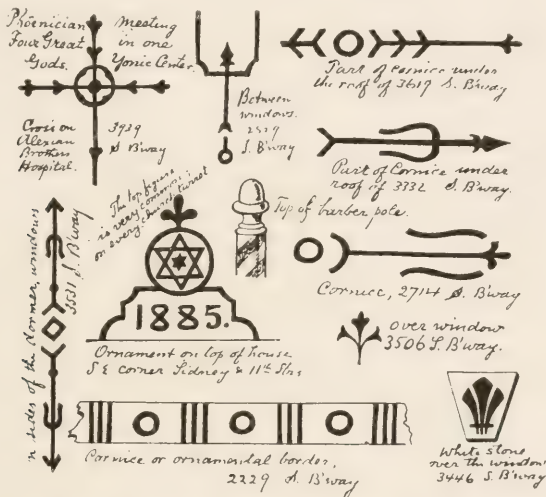 Phoenician
Four Great
Gods.
Meeting
in one
Yonic Center.
Cross on
Alexian
Brothers
Hospital.
3939
S B'way
Between
windows.
2329
S. B'way
Part of cornice under
the roof of 3619 S. B'way
Part of Cornice under
roof of 3332 S. B'way.
The top figure
is very common;
on every church turret
Top of barber pole.
n sides of the dormer, windows
3531 S. B'way
1885.
Ornament on top of house
S E corner Sidney & 11th Sts
Cornice, 2714 S. B'way
over window
3506 S. B'way.
Cornice or ornamental border,
2229 S. B'way
White stone
over the window
3446 S. B'way